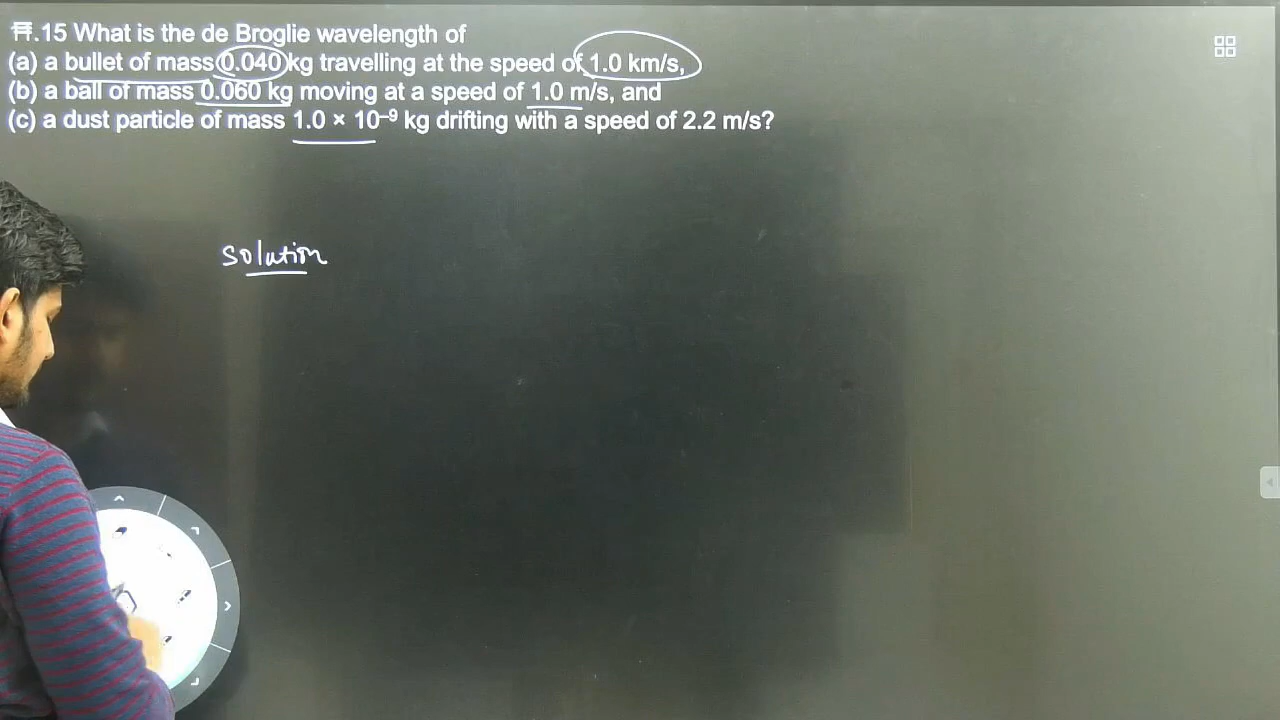 .15 What is the de Broglie wavelength of
(a) a bullet of mass 0.040 kg travelling at the speed of 1.0 km/s,
(b) a ball of mass 0.060 kg moving at a speed of 1.0 m/s, and
(c) a dust particle of mass 1.0 × 10⁻⁹ kg drifting with a speed of 2.2 m/s?
solution